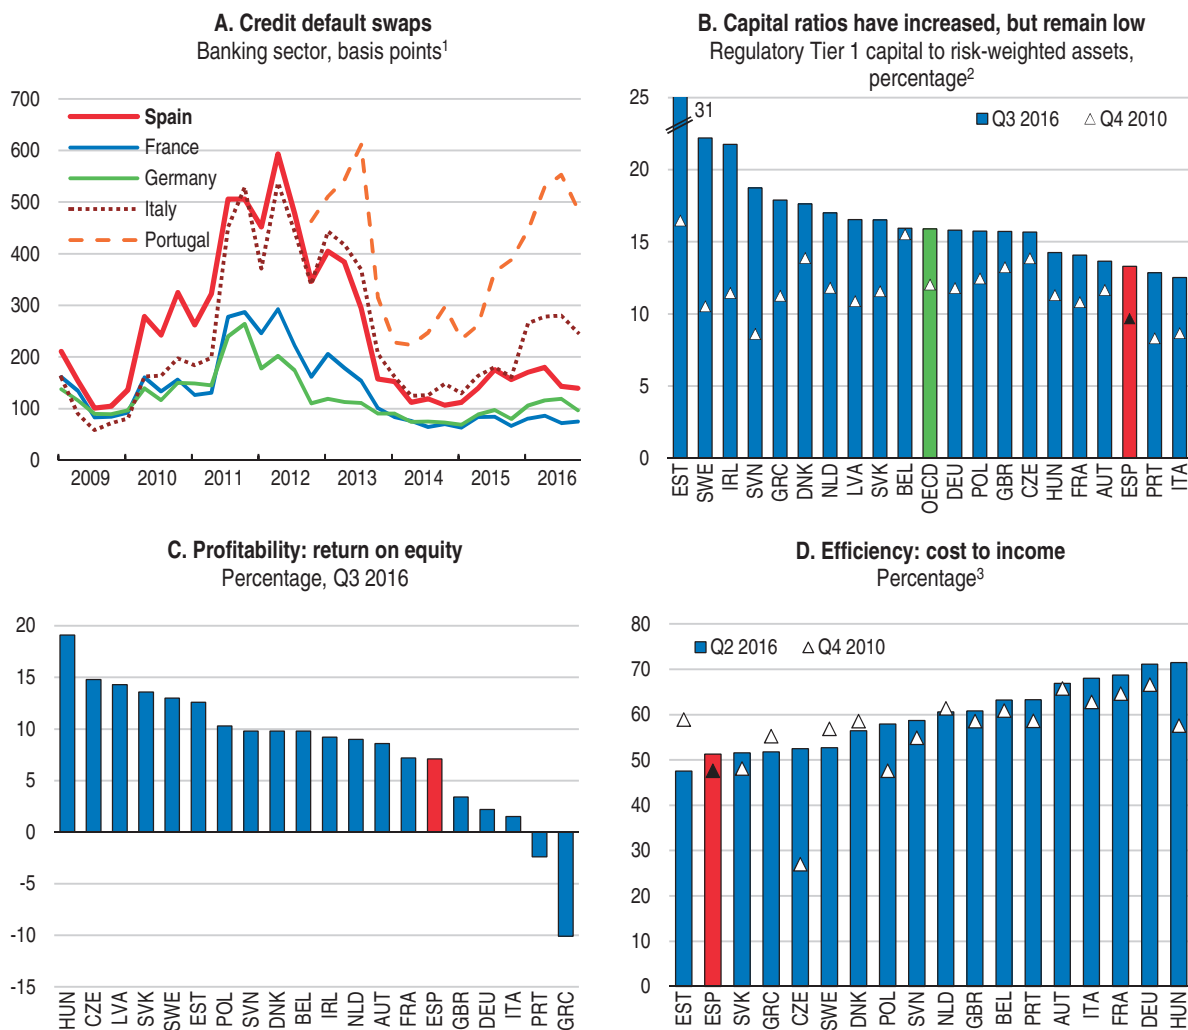 A. Credit default swaps
Banking sector, basis points¹
700
600
500
400
300
200
100
0
Spain
France
Germany
Italy
Portugal
2009 2010 2011 2012 2013 2014 2015 2016
B. Capital ratios have increased, but remain low
Regulatory Tier 1 capital to risk-weighted assets,
percentage²
25
20
15
10
5
0
31
Q3 2016 Q4 2010
EST SWE IRL SVN GRC DNK NLD LVA SVK BEL OECD DEU POL GBR CZE HUN FRA AUT ESP PRT ITA
C. Profitability: return on equity
Percentage, Q3 2016
20
15
10
5
0
-5
-10
-15
HUN CZE LVA SVK SWE EST POL SVN DNK BEL IRL NLD AUT FRA ESP GBR DEU ITA PRT GRC
D. Efficiency: cost to income
Percentage³
80
70
60
50
40
30
20
10
0
Q2 2016 Q4 2010
EST ESP SVK GRC CZE SWE DNK POL SVN NLD GBR BEL PRT AUT ITA FRA DEU HUN